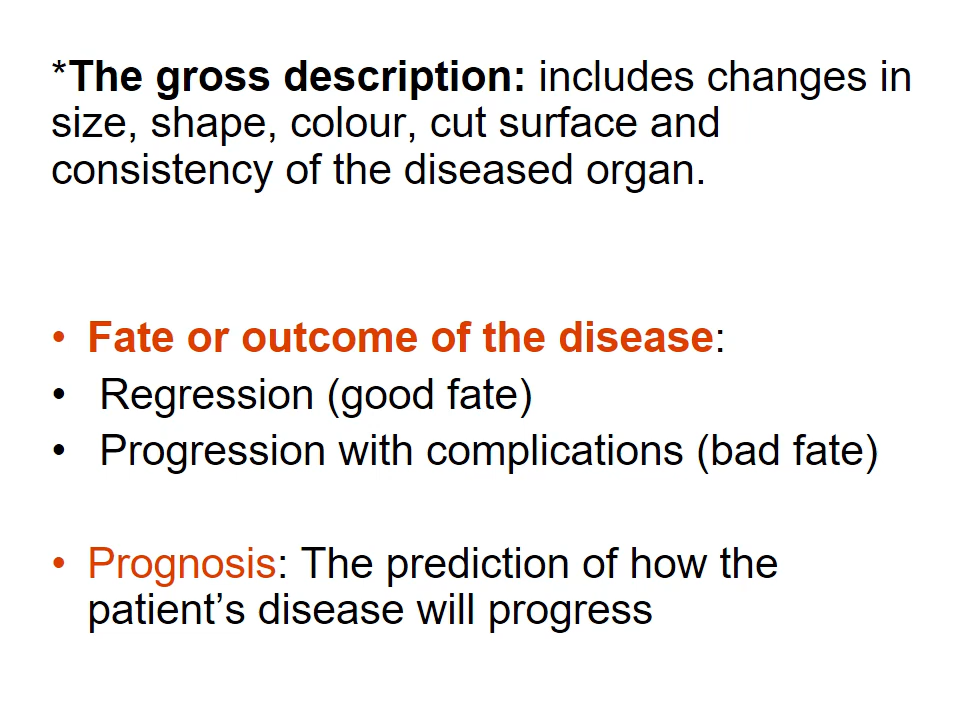 *The gross description: includes changes in
size, shape, colour, cut surface and
consistency of the diseased organ.
• Fate or outcome of the disease:
• Regression (good fate)
• Progression with complications (bad fate)
• Prognosis: The prediction of how the
patient’s disease will progress